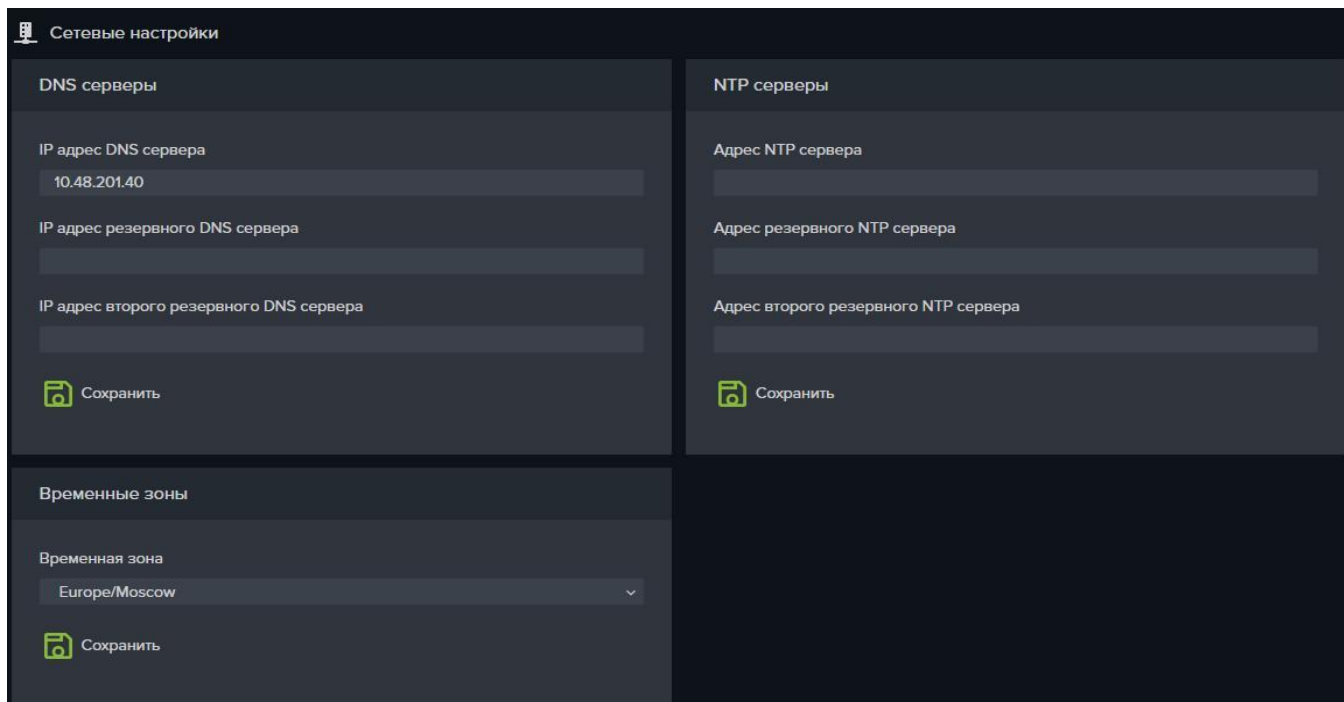 Сетевые настройки
DNS серверы
IP адрес DNS сервера
10.48.201.40
IP адрес резервного DNS сервера
IP адрес второго резервного DNS сервера
Сохранить
NTP серверы
Адрес NTP сервера
Адрес резервного NTP сервера
Адрес второго резервного NTP сервера
Сохранить
Временные зоны
Временная зона
Europe/Moscow
Сохранить